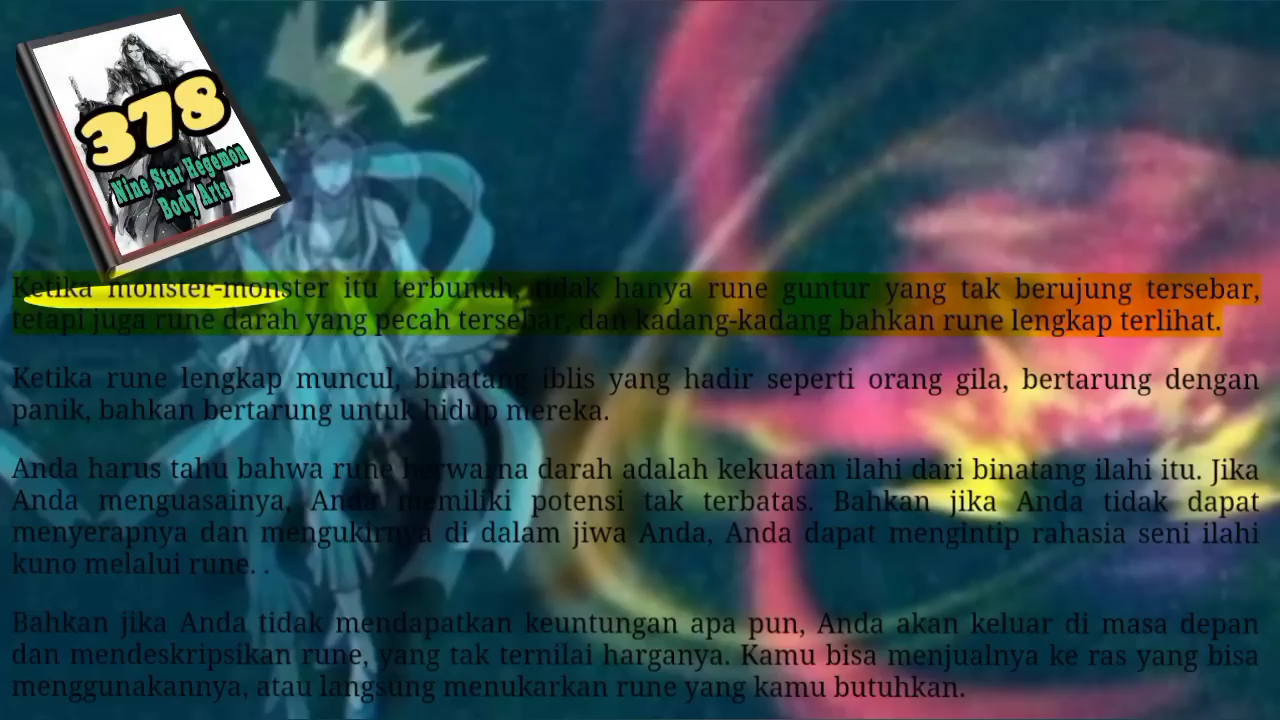 378
Nine Star Hegemon
Body Arts
Ketika monster-monster itu terbunuh, tidak hanya rune guntur yang tak berujung tersebar,
tetapi juga rune darah yang pecah tersebar, dan kadang-kadang bahkan rune lengkap terlihat.
Ketika rune lengkap muncul, binatang iblis yang hadir seperti orang gila, bertarung dengan
panik, bahkan bertarung untuk hidup mereka.
Anda harus tahu bahwa rune berwarna darah adalah kekuatan ilahi dari binatang ilahi itu. Jika
Anda menguasainya, Anda memiliki potensi tak terbatas. Bahkan jika Anda tidak dapat
menyerapnya dan mengukirnya di dalam jiwa Anda, Anda dapat mengintip rahasia seni ilahi
kuno melalui rune. .
Bahkan jika Anda tidak mendapatkan keuntungan apa pun, Anda akan keluar di masa depan
dan mendeskripsikan rune, yang tak ternilai harganya. Kamu bisa menjualnya ke ras yang bisa
menggunakannya, atau langsung menukarkan rune yang kamu butuhkan.